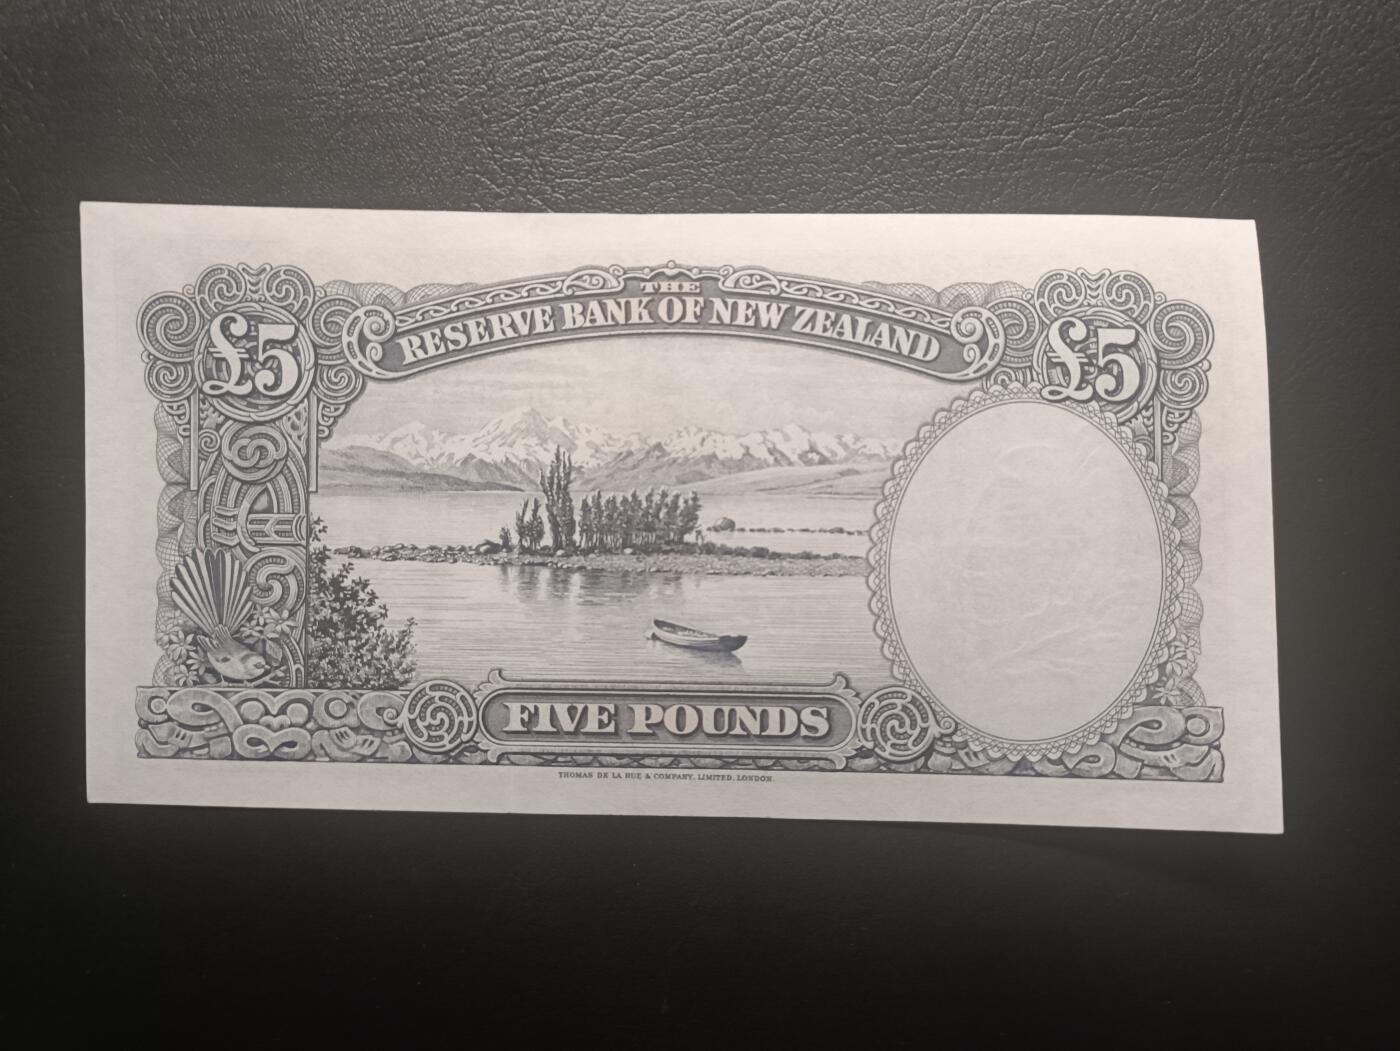 THE
RESERVE BANK OF NEW ZEALAND
£5
£5
FIVE POUNDS
THOMAS DE LA RUE & COMPANY, LIMITED, LONDON.